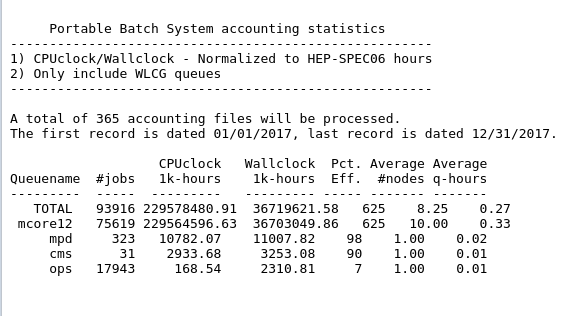 Portable Batch System accounting statistics
------------------------------------------------------
1) CPUclock/Wallclock - Normalized to HEP-SPEC06 hours
2) Only include WLCG queues
------------------------------------------------------
A total of 365 accounting files will be processed.
The first record is dated 01/01/2017, last record is dated 12/31/2017.
CPUclock Wallclock Pct. Average Average
Queuename #jobs 1k-hours 1k-hours Eff. #nodes q-hours
--------- ----- --------- --------- ----- ------- -------
TOTAL 93916 229578480.91 36719621.58 625 8.25 0.27
mcore12 75619 229564596.63 36703049.86 625 10.00 0.33
mpd 323 10782.07 11007.82 98 1.00 0.02
cms 31 2933.68 3253.08 90 1.00 0.01
ops 17943 168.54 2310.81 7 1.00 0.01